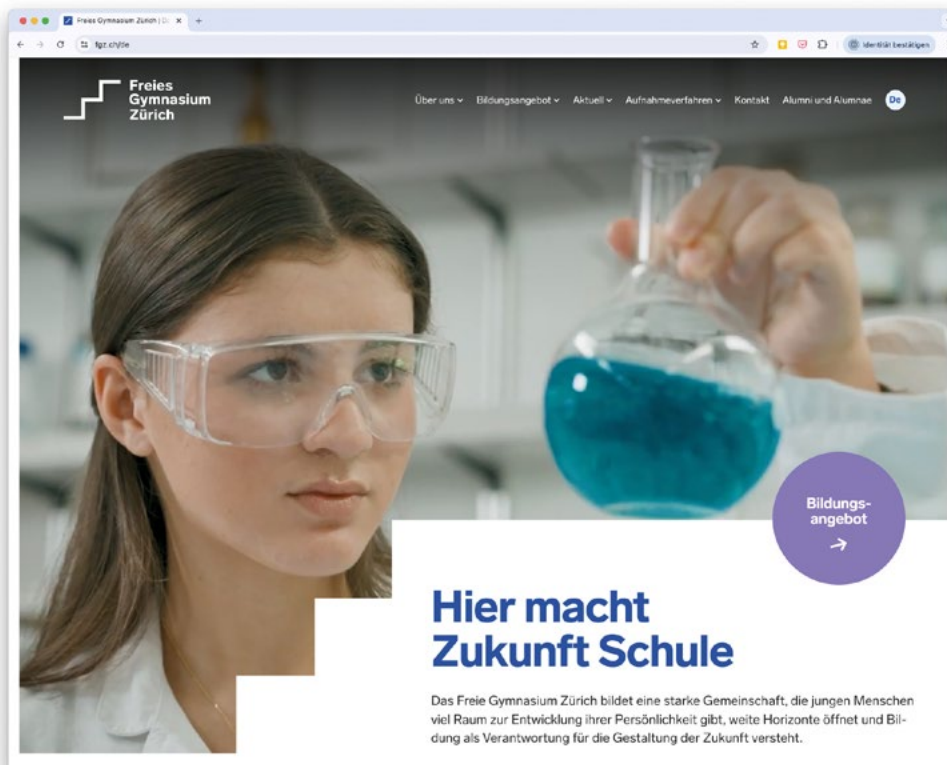 Freies Gymnasium Zürich | D
fgz.ch/de
Identität bestätigen
Freies
Gymnasium
Zürich
Über uns
Bildungsangebot
Aktuell
Aufnahmeverfahren
Kontakt
Alumni und Alumnae
De
Bildungs-
angebot
Hier macht
Zukunft Schule
Das Freie Gymnasium Zürich bildet eine starke Gemeinschaft, die jungen Menschen
viel Raum zur Entwicklung ihrer Persönlichkeit gibt, weite Horizonte öffnet und Bil-
dung als Verantwortung für die Gestaltung der Zukunft versteht.